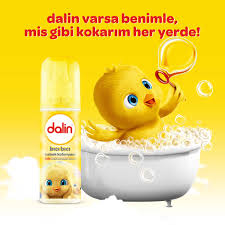 dalin varsa benimle,
mis gibi kokarım her yerde!
dalin